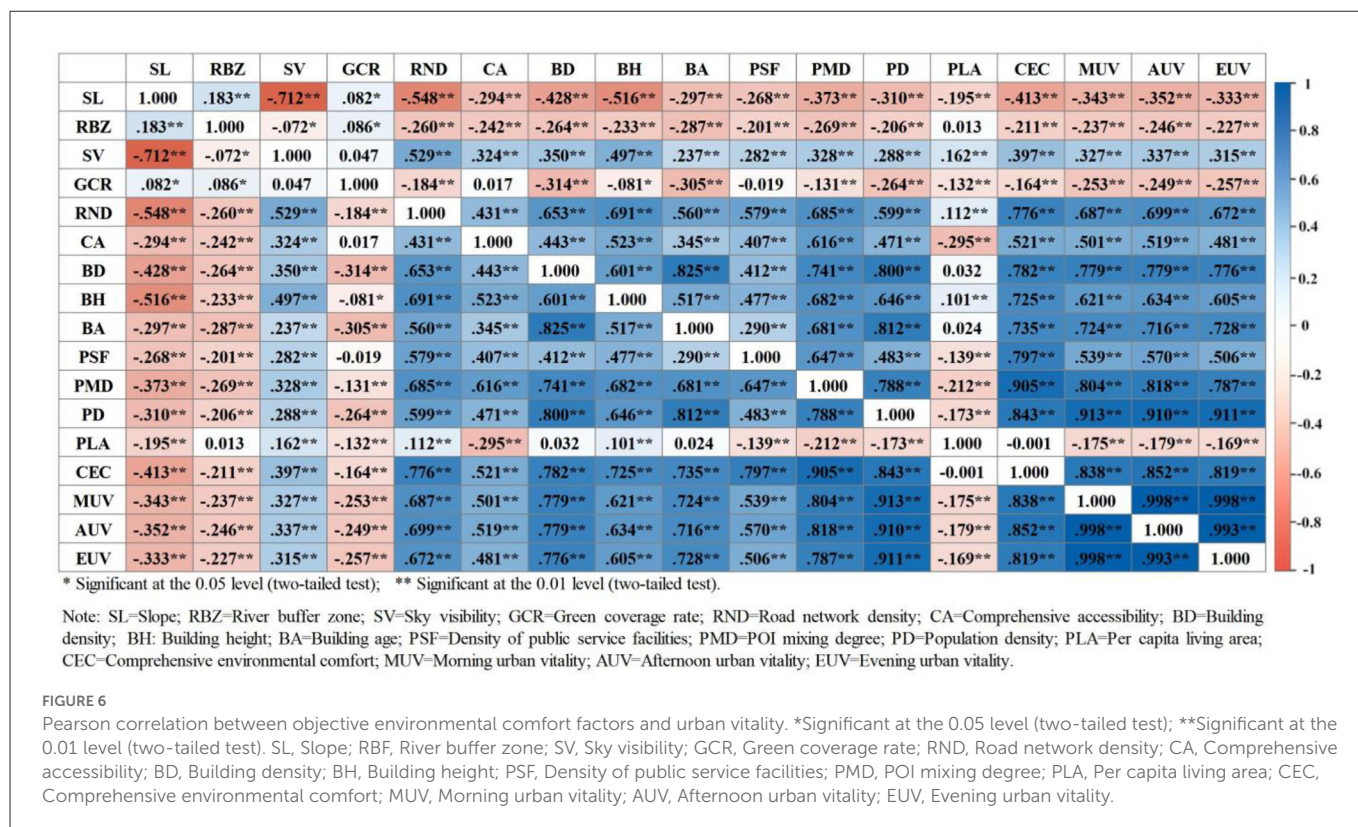 SL RBZ SV GCR RND CA BD BH BA PSF PMD PD PLA CEC MUV AUV EUV
SL 1.000 .183** -.712** .082* -.548** -.294** -.428** -.516** -.297** -.268** -.373** -.310** -.195** -.413** -.343** -.352** -.333** 1
RBZ .183** 1.000 -.072* .086* -.260** -.242** -.264** -.233** -.287** -.201** -.269** -.206** 0.013 -.211** -.237** -.246** -.227** 0.8
SV -.712** -.072* 1.000 0.047 .529** .324** .350** .497** .237** .282** .328** .288** .162** .397** .327** .337** .315** 0.6
GCR .082* .086* 0.047 1.000 -.184** 0.017 -.314** -.081* -.305** -0.019 -.131** -.264** -.132** -.164** -.253** -.249** -.257**
RND -.548** -.260** .529** -.184** 1.000 .431** .653** .691** .560** .579** .685** .599** .112** .776** .687** .699** .672** 0.4
CA -.294** -.242** .324** 0.017 .431** 1.000 .443** .523** .345** .407** .616** .471** -.295** .521** .501** .519** .481**
BD -.428** -.264** .350** -.314** .653** .443** 1.000 .601** .825** .412** .741** .800** 0.032 .782** .779** .779** .776** 0.2
BH -.516** -.233** .497** -.081* .691** .523** .601** 1.000 .517** .477** .682** .646** .101** .725** .621** .634** .605**
BA -.297** -.287** .237** -.305** .560** .345** .825** .517** 1.000 .290** .681** .812** 0.024 .735** .724** .716** .728** 0
PSF -.268** -.201** .282** -0.019 .579** .407** .412** .477** .290** 1.000 .647** .483** -.139** .797** .539** .570** .506**
PMD -.373** -.269** .328** -.131** .685** .616** .741** .682** .681** .647** 1.000 .788** -.212** .905** .804** .818** .787** -0.2
PD -.310** -.206** .288** -.264** .599** .471** .800** .646** .812** .483** .788** 1.000 -.173** .843** .913** .910** .911** -0.4
PLA -.195** 0.013 .162** -.132** .112** -.295** 0.032 .101** 0.024 -.139** -.212** -.173** 1.000 -0.001 -.175** -.179** -.169**
CEC -.413** -.211** .397** -.164** .776** .521** .782** .725** .735** .797** .905** .843** -0.001 1.000 .838** .852** .819** -0.6
MUV -.343** -.237** .327** -.253** .687** .501** .779** .621** .724** .539** .804** .913** -.175** .838** 1.000 .998** .998**
AUV -.352** -.246** .337** -.249** .699** .519** .779** .634** .716** .570** .818** .910** -.179** .852** .998** 1.000 .993** -0.8
EUV -.333** -.227** .315** -.257** .672** .481** .776** .605** .728** .506** .787** .911** -.169** .819** .998** .993** 1.000 -1
* Significant at the 0.05 level (two-tailed test); ** Significant at the 0.01 level (two-tailed test).
Note: SL=Slope; RBZ=River buffer zone; SV=Sky visibility; GCR=Green coverage rate; RND=Road network density; CA=Comprehensive accessibility; BD=Building
density; BH: Building height; BA=Building age; PSF=Density of public service facilities; PMD=POI mixing degree; PD=Population density; PLA=Per capita living area;
CEC=Comprehensive environmental comfort; MUV=Morning urban vitality; AUV=Afternoon urban vitality; EUV=Evening urban vitality.
FIGURE 6
Pearson correlation between objective environmental comfort factors and urban vitality. *Significant at the 0.05 level (two-tailed test); **Significant at the
0.01 level (two-tailed test). SL, Slope; RBF, River buffer zone; SV, Sky visibility; GCR, Green coverage rate; RND, Road network density; CA, Comprehensive
accessibility; BD, Building density; BH, Building height; PSF, Density of public service facilities; PMD, POI mixing degree; PLA, Per capita living area; CEC,
Comprehensive environmental comfort; MUV, Morning urban vitality; AUV, Afternoon urban vitality; EUV, Evening urban vitality.